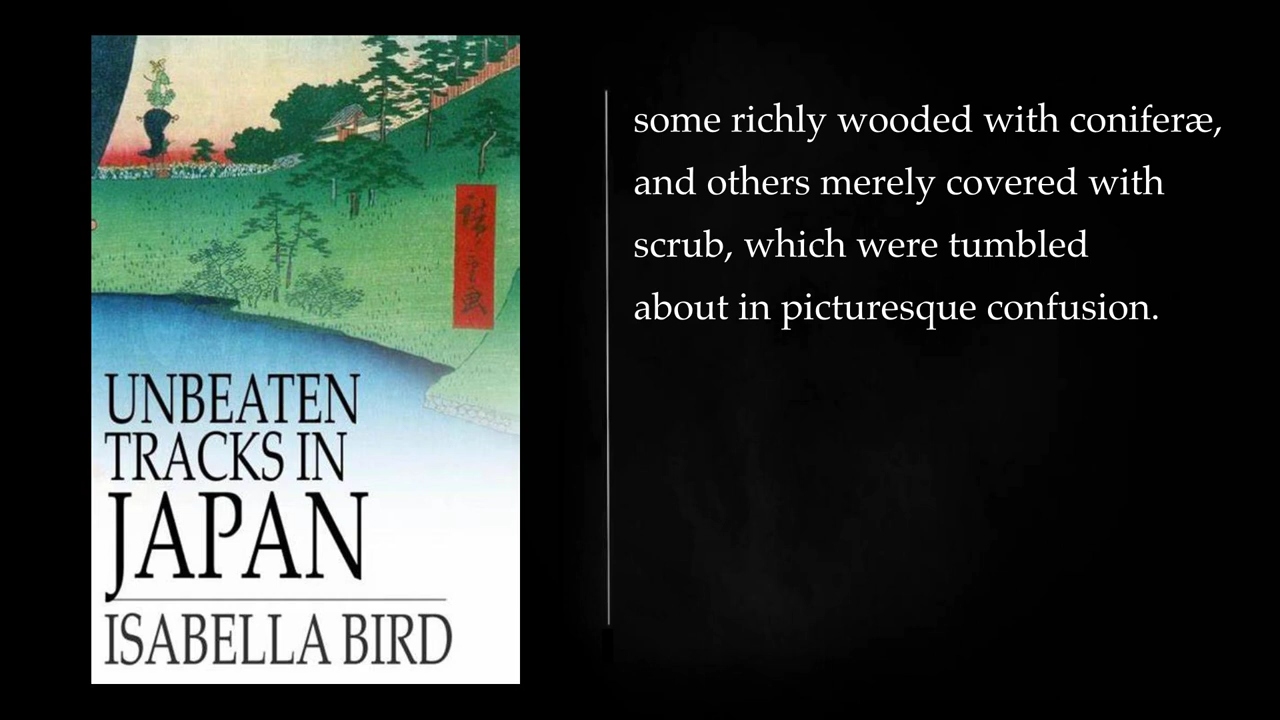 UNBEATEN
TRACKS IN
JAPAN
ISABELLA BIRD
some richly wooded with coniferæ,
and others merely covered with
scrub, which were tumbled
about in picturesque confusion.